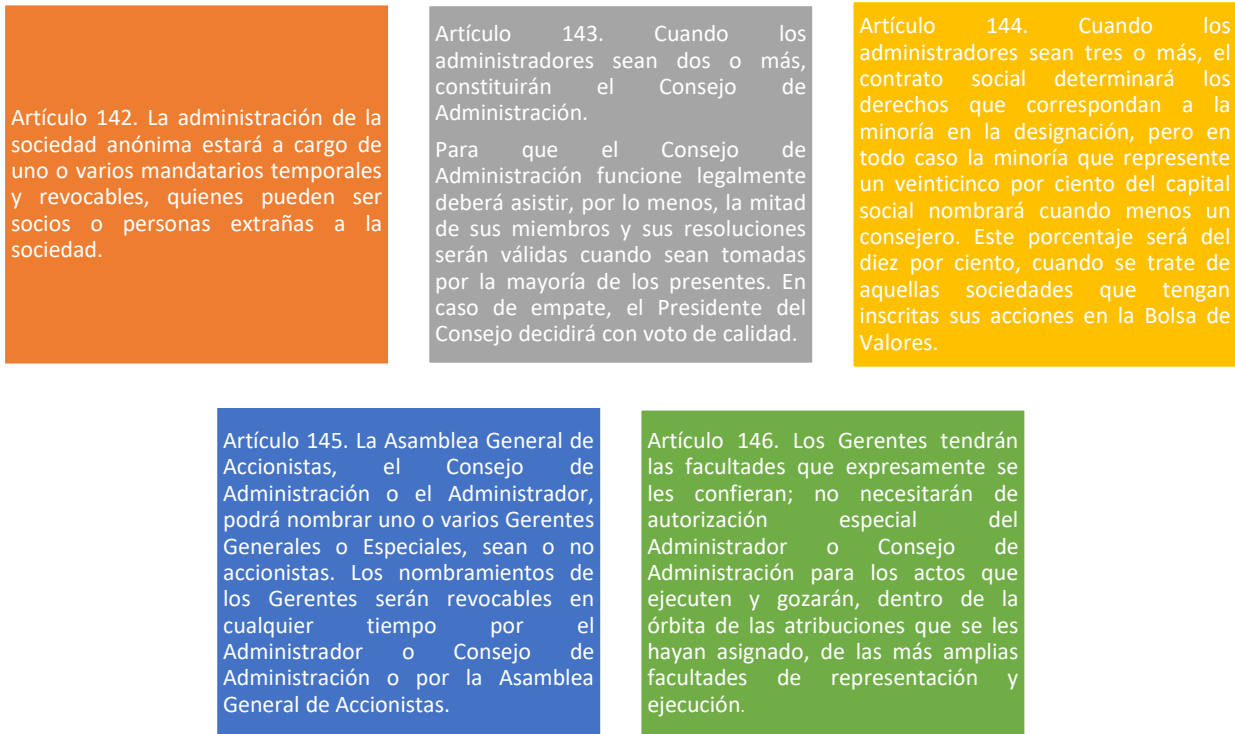 Artículo 142. La administración de la
sociedad anónima estará a cargo de
uno o varios mandatarios temporales
y revocables, quienes pueden ser
socios o personas extrañas a la
sociedad.
Artículo 143. Cuando los
administradores sean dos o más,
constituirán el Consejo de
Administración.
Para que el Consejo de
Administración funcione legalmente
deberá asistir, por lo menos, la mitad
de sus miembros y sus resoluciones
serán válidas cuando sean tomadas
por la mayoría de los presentes. En
caso de empate, el Presidente del
Consejo decidirá con voto de calidad.
Artículo 144. Cuando los
administradores sean tres o más, el
contrato social determinará los
derechos que correspondan a la
minoría en la designación, pero en
todo caso la minoría que represente
un veinticinco por ciento del capital
social nombrará cuando menos un
consejero. Este porcentaje será del
diez por ciento, cuando se trate de
aquellas sociedades que tengan
inscritas sus acciones en la Bolsa de
Valores.
Artículo 145. La Asamblea General de
Accionistas, el Consejo de
Administración o el Administrador,
podrá nombrar uno o varios Gerentes
Generales o Especiales, sean o no
accionistas. Los nombramientos de
los Gerentes serán revocables en
cualquier tiempo por el
Administrador o Consejo de
Administración o por la Asamblea
General de Accionistas.
Artículo 146. Los Gerentes tendrán
las facultades que expresamente se
les confieran; no necesitarán de
autorización especial del
Administrador o Consejo de
Administración para los actos que
ejecuten y gozarán, dentro de la
órbita de las atribuciones que se les
hayan asignado, de las más amplias
facultades de representación y
ejecución.